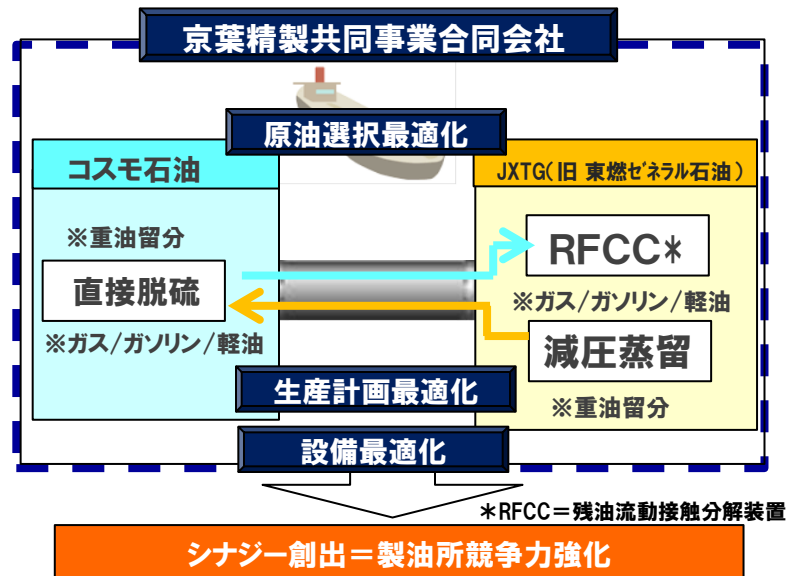 京葉精製共同事業合同会社
原油選択最適化
コスモ石油
JXTG(旧 東燃ｾﾞﾈﾗﾙ石油)
※重油留分
直接脱硫
※ガス/ガソリン/軽油
RFCC*
※ガス/ガソリン/軽油
減圧蒸留
※重油留分
生産計画最適化
設備最適化
*RFCC=残油流動接触分解装置
シナジー創出=製油所競争力強化